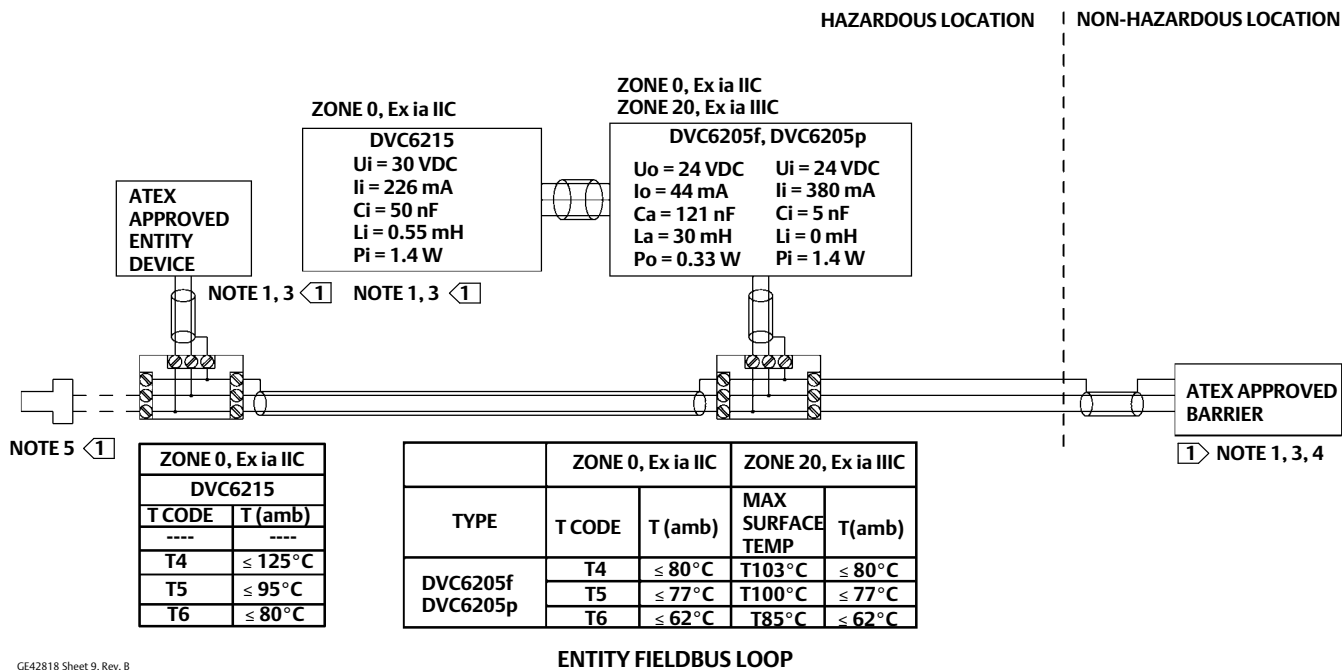 HAZARDOUS LOCATION
NON-HAZARDOUS LOCATION
ZONE 0, Ex ia IIC
DVC6215
Ui = 30 VDC
Ii = 226 mA
Ci = 50 nF
Li = 0.55 mH
Pi = 1.4 W
ZONE 0, Ex ia IIC
ZONE 20, Ex ia IIIC
DVC6205f, DVC6205p
Uo = 24 VDC Ui = 24 VDC
Io = 44 mA Ii = 380 mA
Ca = 121 nF Ci = 5 nF
La = 30 mH Li = 0 mH
Po = 0.33 W Pi = 1.4 W
ATEX
APPROVED
ENTITY
DEVICE
NOTE 1, 3 1
NOTE 1, 3 1
ATEX APPROVED
BARRIER
1 NOTE 1, 3, 4
NOTE 5 1
ZONE 0, Ex ia IIC
DVC6215
T CODE T (amb)
---- ----
T4 ≤ 125°C
T5 ≤ 95°C
T6 ≤ 80°C
ZONE 0, Ex ia IIC ZONE 20, Ex ia IIIC
TYPE T CODE T (amb) MAX SURFACE TEMP T(amb)
DVC6205f
DVC6205p
T4 ≤ 80°C T103°C ≤ 80°C
T5 ≤ 77°C T100°C ≤ 77°C
T6 ≤ 62°C T85°C ≤ 62°C
GE42818 Sheet 9, Rev. B
ENTITY FIELDBUS LOOP